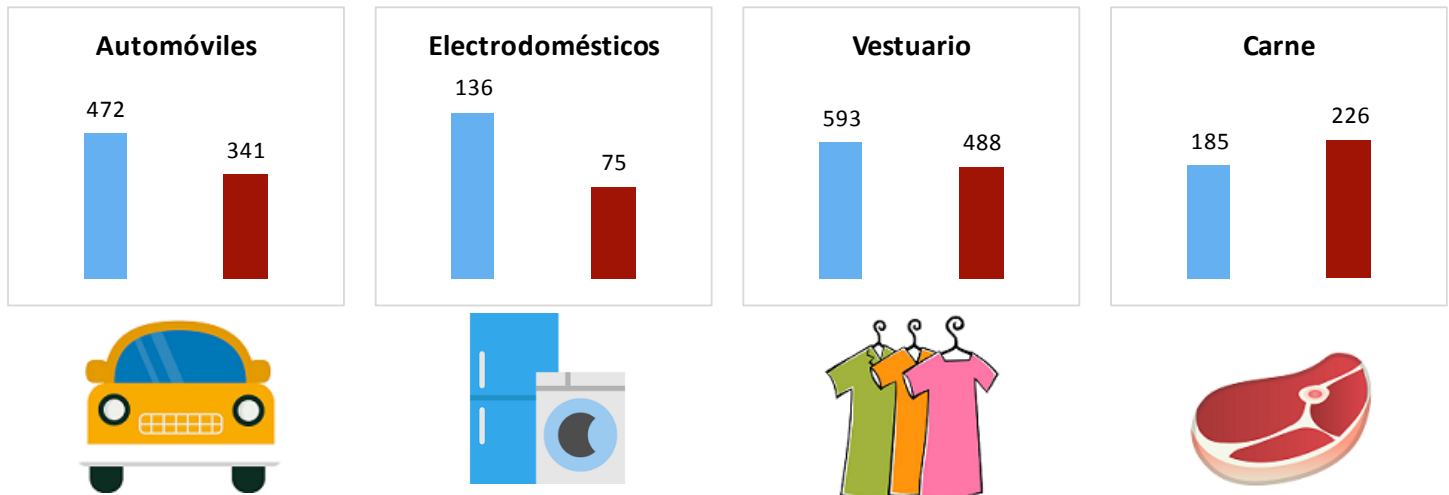 Automóviles
472
341
Electrodomésticos
136
75
Vestuario
593
488
Carne
185
226